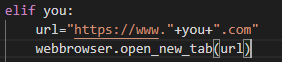 elif you:
    url="https://www."+you+".com"
    webbrowser.open_new_tab(url)